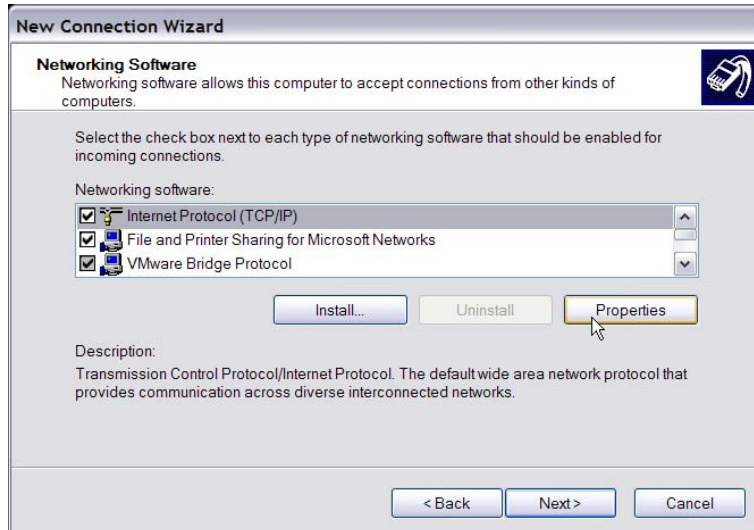 New Connection Wizard
Networking Software
Networking software allows this computer to accept connections from other kinds of
computers.
Select the check box next to each type of networking software that should be enabled for
incoming connections.
Networking software:
Internet Protocol (TCP/IP)
File and Printer Sharing for Microsoft Networks
VMware Bridge Protocol
Install... Uninstall Properties
Description:
Transmission Control Protocol/Internet Protocol. The default wide area network protocol that
provides communication across diverse interconnected networks.
< Back Next > Cancel